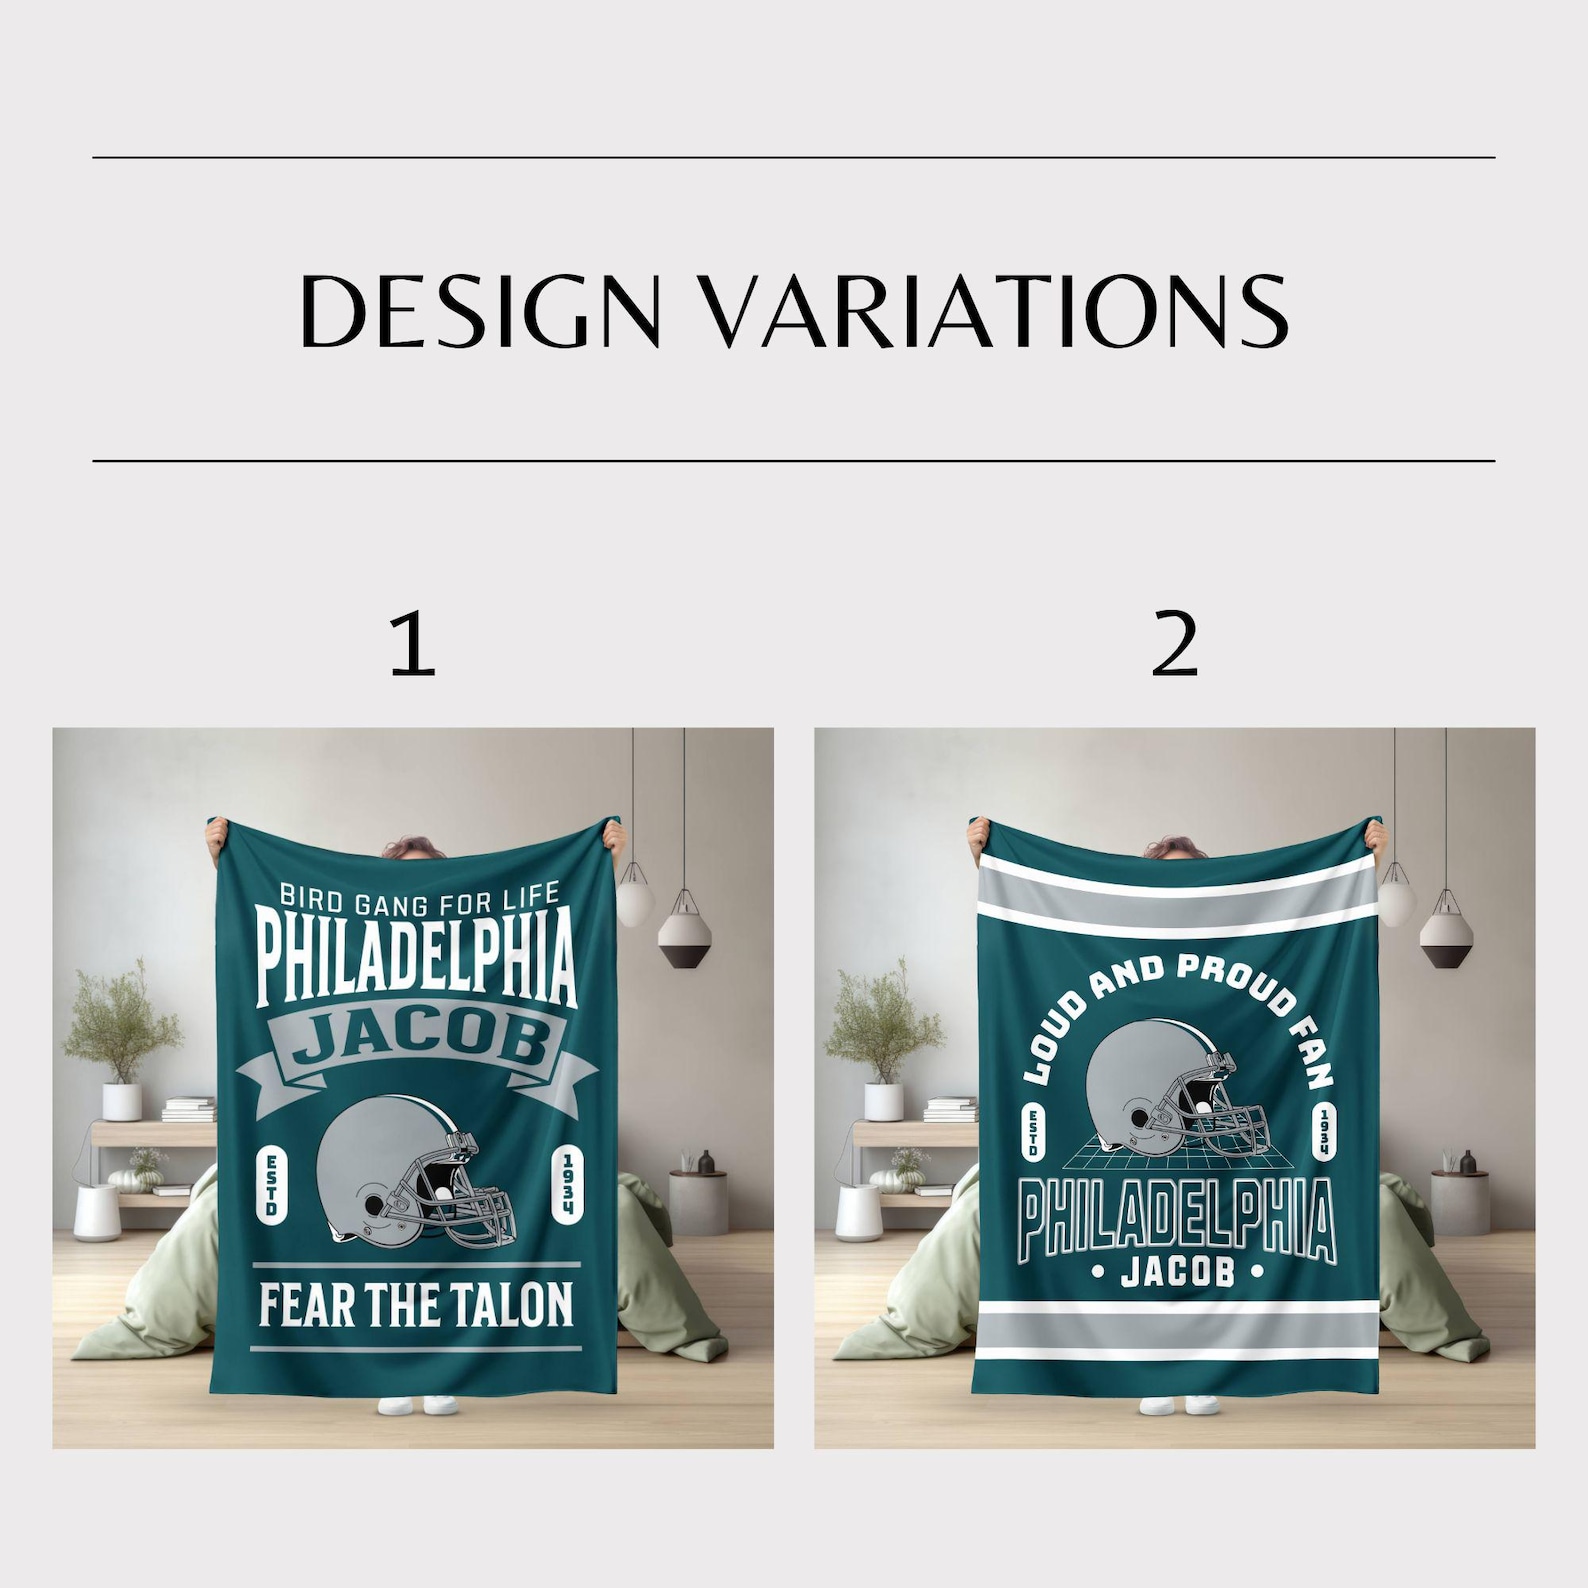 DESIGN VARIATIONS
1
BIRD GANG FOR LIFE
PHILADELPHIA
JACOB
ESTD
1934
FEAR THE TALON
2
LOUD AND PROUD FAN
ESTD
1934
PHILADELPHIA
• JACOB •